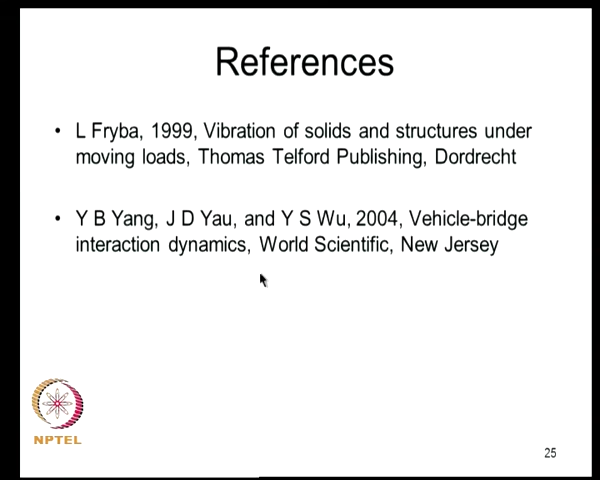 References
• L Fryba, 1999, Vibration of solids and structures under
moving loads, Thomas Telford Publishing, Dordrecht
• Y B Yang, J D Yau, and Y S Wu, 2004, Vehicle-bridge
interaction dynamics, World Scientific, New Jersey
NPTEL
25